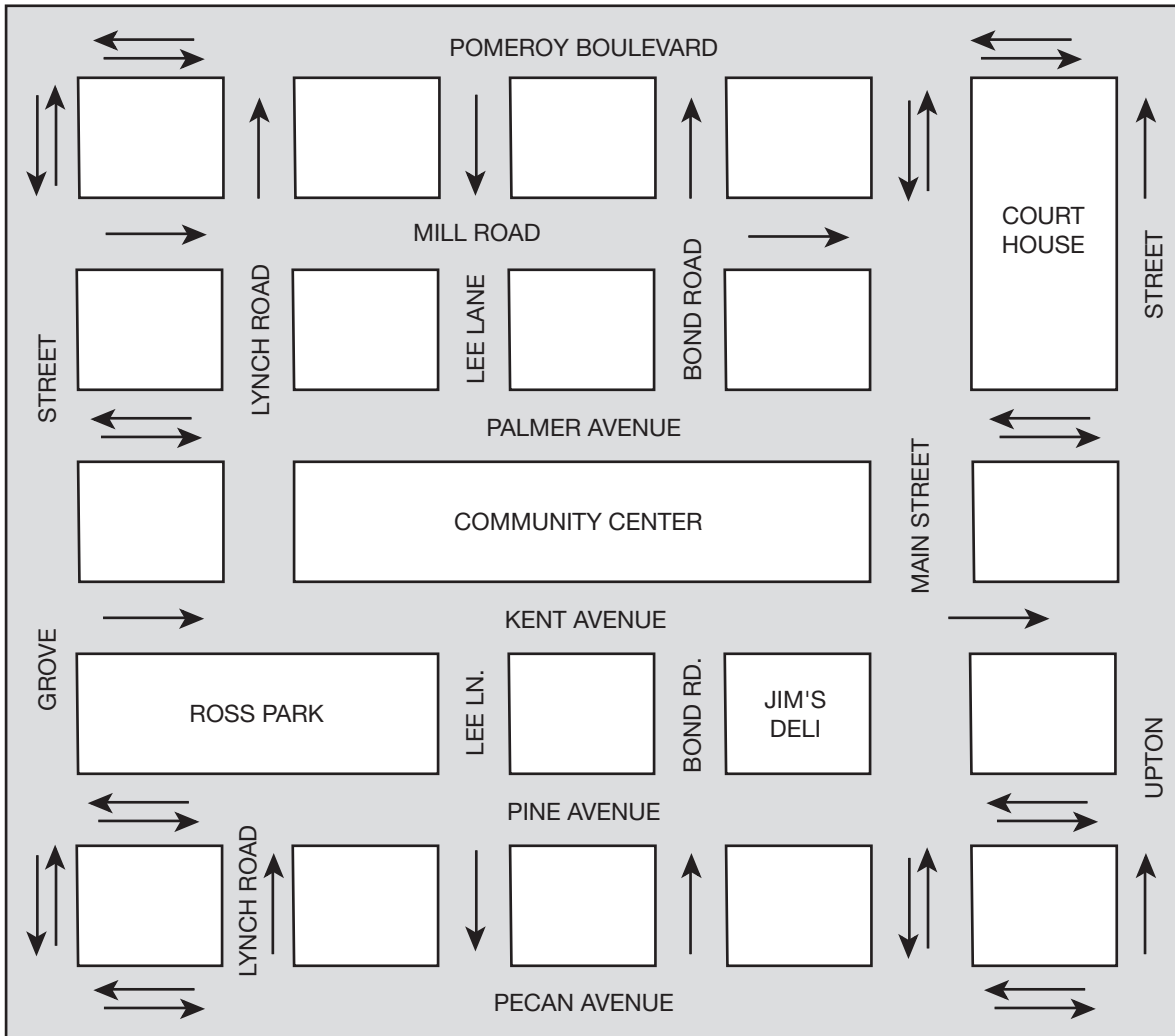 POMEROY BOULEVARD
COURT
HOUSE
MILL ROAD
STREET
LYNCH ROAD
LEE LANE
BOND ROAD
STREET
PALMER AVENUE
COMMUNITY CENTER
MAIN STREET
KENT AVENUE
GROVE
ROSS PARK
LEE LN.
BOND RD.
JIM'S
DELI
UPTON
PINE AVENUE
LYNCH ROAD
PECAN AVENUE